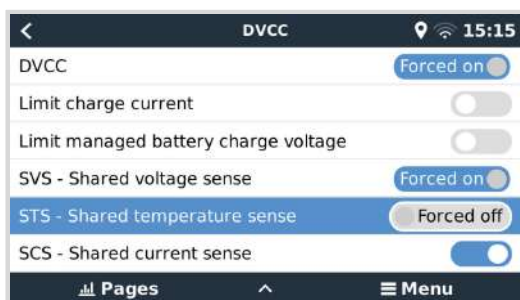 DVCC 15:15
DVCC Forced on
Limit charge current
Limit managed battery charge voltage
SVS - Shared voltage sense Forced on
STS - Shared temperature sense Forced off
SCS - Shared current sense
Pages Menu